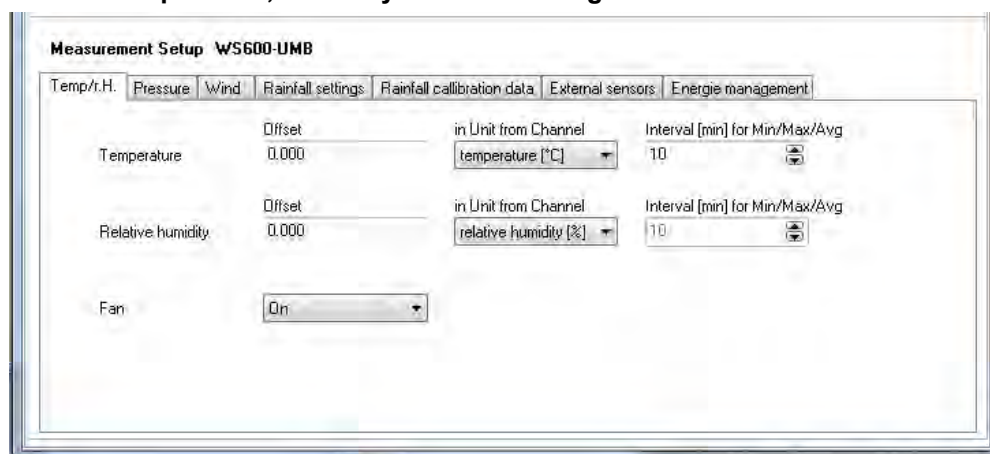 Measurement Setup WS600-UMB
Temp/r.H. Pressure Wind Rainfall settings Rainfall callibration data External sensors Energie management
Offset in Unit from Channel Interval [min] for Min/Max/Avg
Temperature 0.000 temperature [°C] 10
Offset in Unit from Channel Interval [min] for Min/Max/Avg
Relative humidity 0.000 relative humidity [%] 10
Fan On